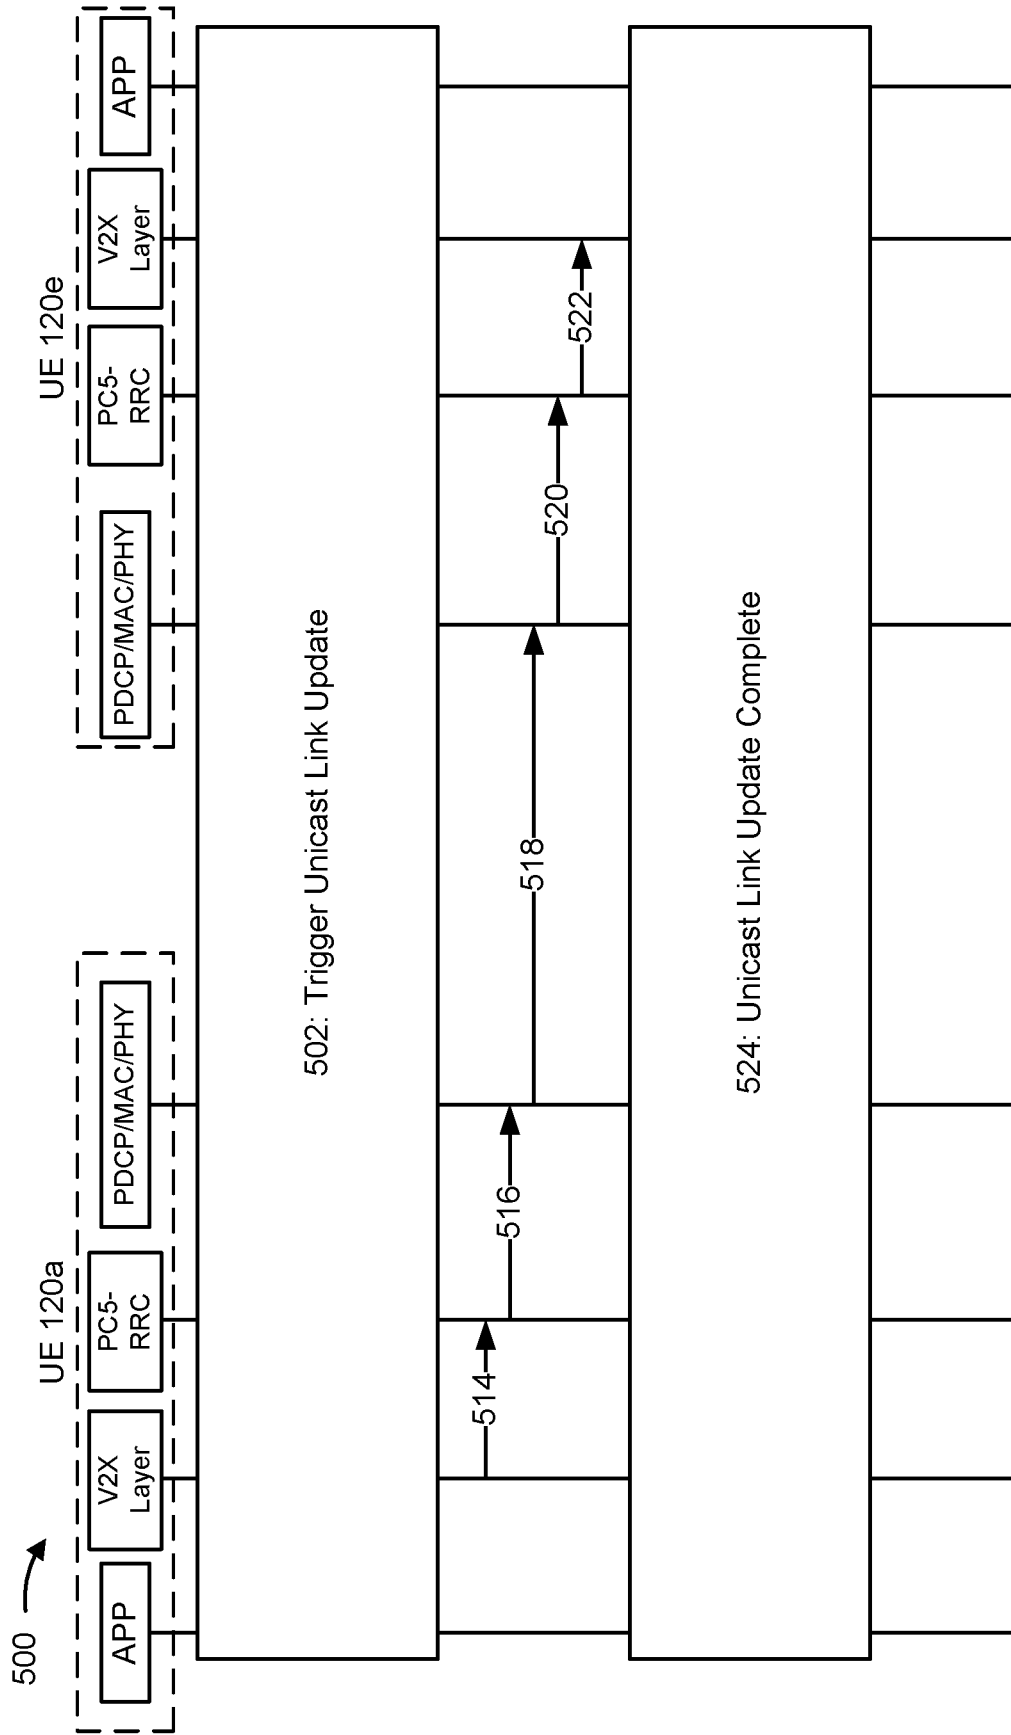 500
UE 120a
UE 120e
APP
V2X
Layer
PC5-
RRC
PDCP/MAC/PHY
PDCP/MAC/PHY
PC5-
RRC
V2X
Layer
APP
502: Trigger Unicast Link Update
514
516
518
520
522
524: Unicast Link Update Complete